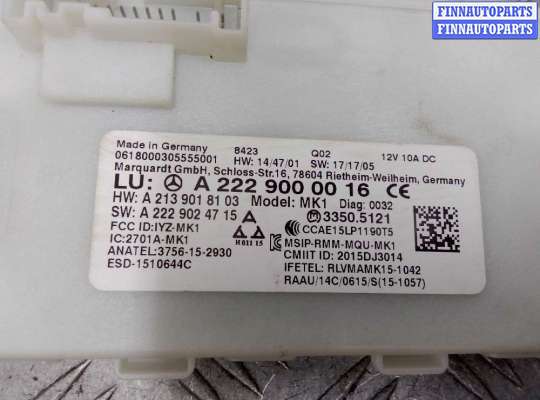 FINNAUTOPARTS
FINNAUTOPARTS
Made in Germany 8423 Q02 12V 10A DC
0618000305555001 HW: 14/47/01 SW: 17/17/05
Marquardt GmbH, Schloss-Str.16, 78604 Rietheim-Weilheim, Germany
LU: A 222 900 00 16 CE
HW: A 213 901 81 03 Model: MK1 Diag: 0032
SW: A 222 902 47 15 3350.5121
FCC ID:IYZ-MK1 CCAE15LP1190T5
IC:2701A-MK1 H 011 15 MSIP-RMM-MQU-MK1
ANATEL:3756-15-2930 CMIIT ID: 2015DJ3014
ESD-1510644C IFETEL: RLVMAMK15-1042
RAAU/14C/0615/S(15-1057)